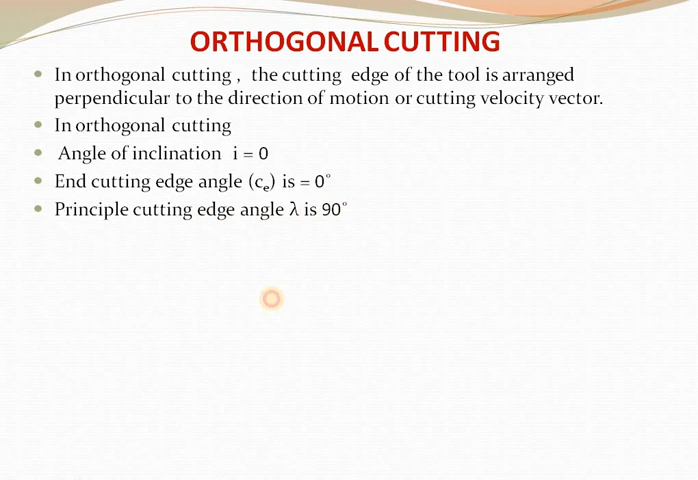 ORTHOGONAL CUTTING
• In orthogonal cutting , the cutting edge of the tool is arranged
perpendicular to the direction of motion or cutting velocity vector.
• In orthogonal cutting
• Angle of inclination i = 0
• End cutting edge angle (cₑ) is = 0°
• Principle cutting edge angle λ is 90°